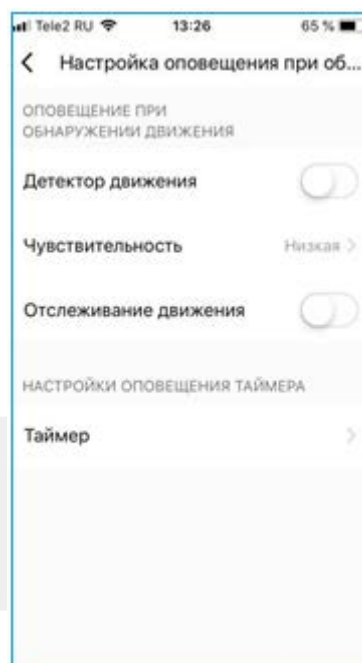 Tele2 RU 13:26 65 %
Настройка оповещения при об...
ОПОВЕЩЕНИЕ ПРИ
ОБНАРУЖЕНИИ ДВИЖЕНИЯ
Детектор движения
Чувствительность Низкая
Отслеживание движения
НАСТРОЙКИ ОПОВЕЩЕНИЯ ТАЙМЕРА
Таймер